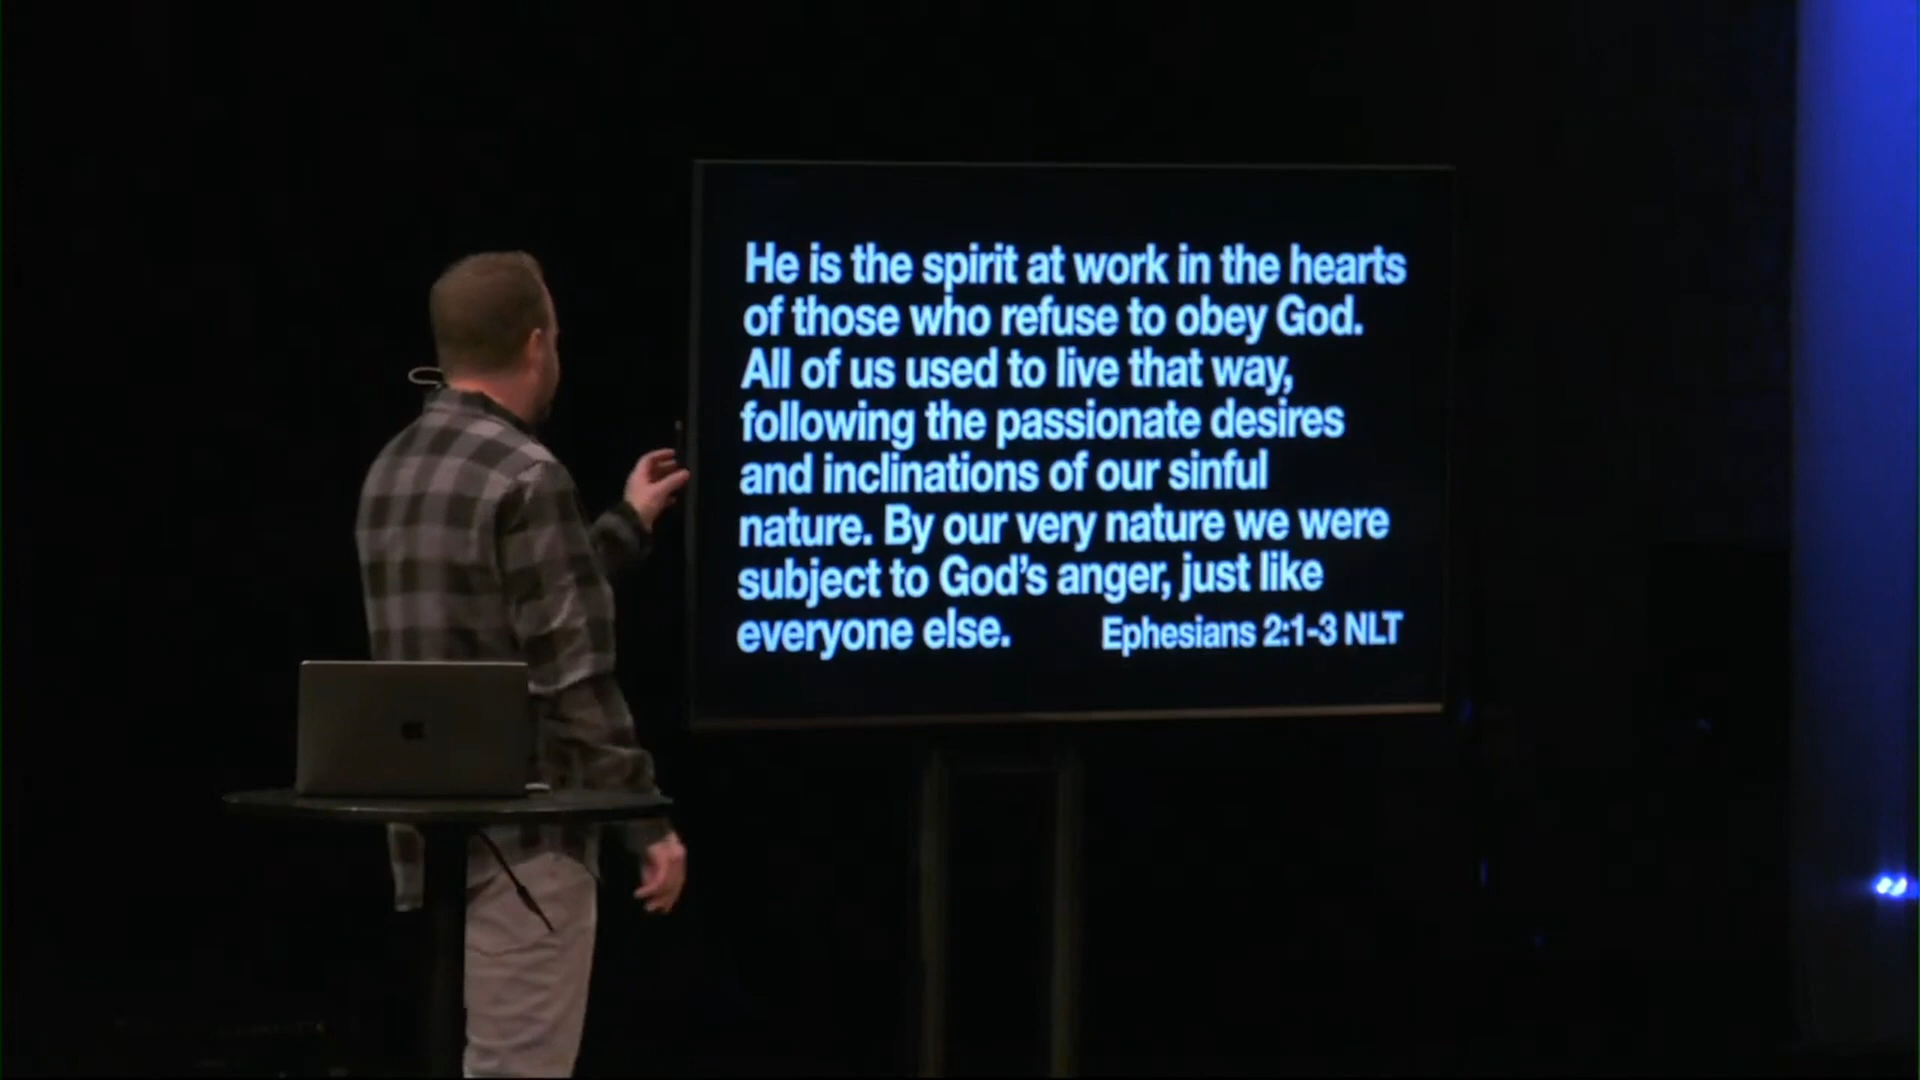 He is the spirit at work in the hearts
of those who refuse to obey God.
All of us used to live that way,
following the passionate desires
and inclinations of our sinful
nature. By our very nature we were
subject to God’s anger, just like
everyone else. Ephesians 2:1-3 NLT